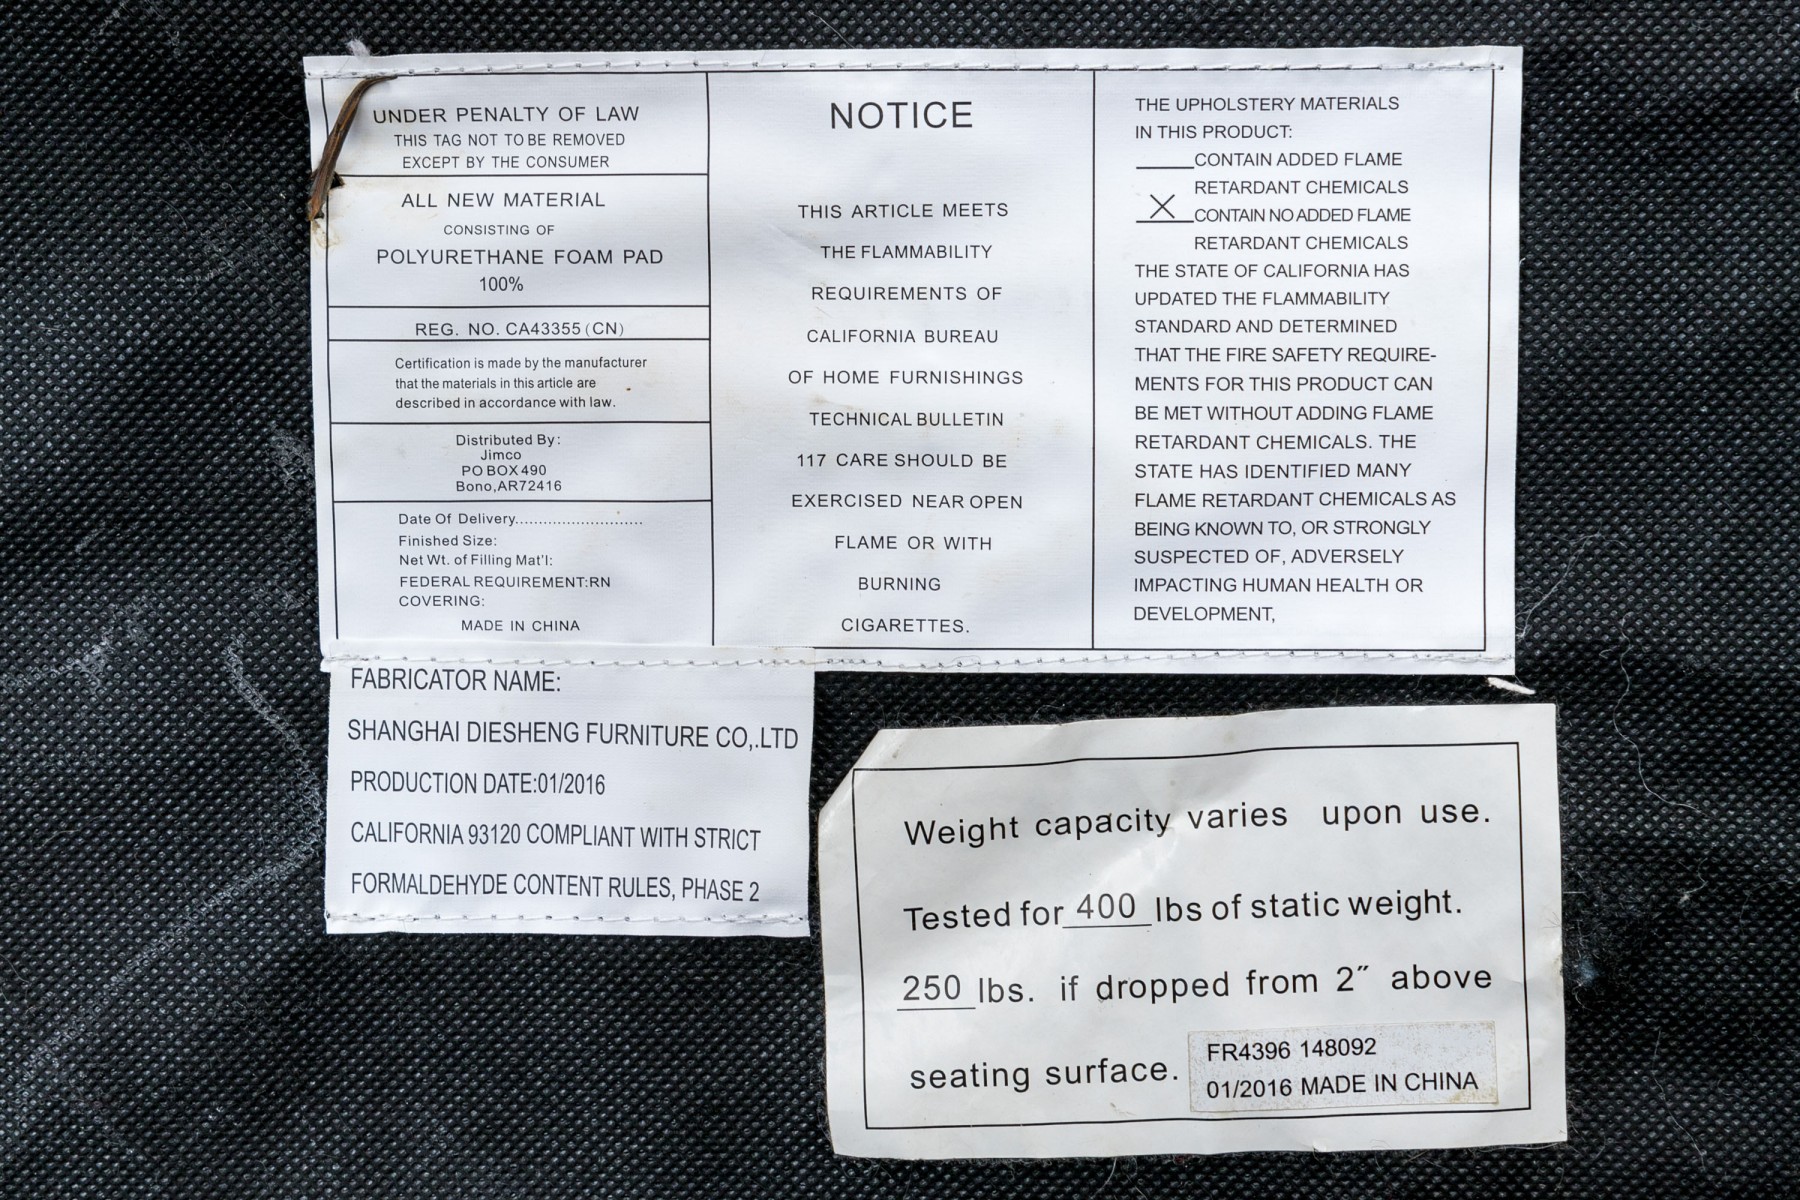 UNDER PENALTY OF LAW
THIS TAG NOT TO BE REMOVED
EXCEPT BY THE CONSUMER
ALL NEW MATERIAL
CONSISTING OF
POLYURETHANE FOAM PAD
100%
REG. NO. CA43355 (CN)
Certification is made by the manufacturer
that the materials in this article are
described in accordance with law.
Distributed By:
Jimco
PO BOX 490
Bono,AR72416
Date Of Delivery...........................
Finished Size:
Net Wt. of Filling Mat'l:
FEDERAL REQUIREMENT:RN
COVERING:
MADE IN CHINA
NOTICE
THIS ARTICLE MEETS
THE FLAMMABILITY
REQUIREMENTS OF
CALIFORNIA BUREAU
OF HOME FURNISHINGS
TECHNICAL BULLETIN
117 CARE SHOULD BE
EXERCISED NEAR OPEN
FLAME OR WITH
BURNING
CIGARETTES.
THE UPHOLSTERY MATERIALS
IN THIS PRODUCT:
____CONTAIN ADDED FLAME
RETARDANT CHEMICALS
__X__CONTAIN NO ADDED FLAME
RETARDANT CHEMICALS
THE STATE OF CALIFORNIA HAS
UPDATED THE FLAMMABILITY
STANDARD AND DETERMINED
THAT THE FIRE SAFETY REQUIRE-
MENTS FOR THIS PRODUCT CAN
BE MET WITHOUT ADDING FLAME
RETARDANT CHEMICALS. THE
STATE HAS IDENTIFIED MANY
FLAME RETARDANT CHEMICALS AS
BEING KNOWN TO, OR STRONGLY
SUSPECTED OF, ADVERSELY
IMPACTING HUMAN HEALTH OR
DEVELOPMENT,
FABRICATOR NAME:
SHANGHAI DIESHENG FURNITURE CO,.LTD
PRODUCTION DATE:01/2016
CALIFORNIA 93120 COMPLIANT WITH STRICT
FORMALDEHYDE CONTENT RULES, PHASE 2
Weight capacity varies upon use.
Tested for 400 lbs of static weight.
250 lbs. if dropped from 2″ above
seating surface.
FR4396 148092
01/2016 MADE IN CHINA